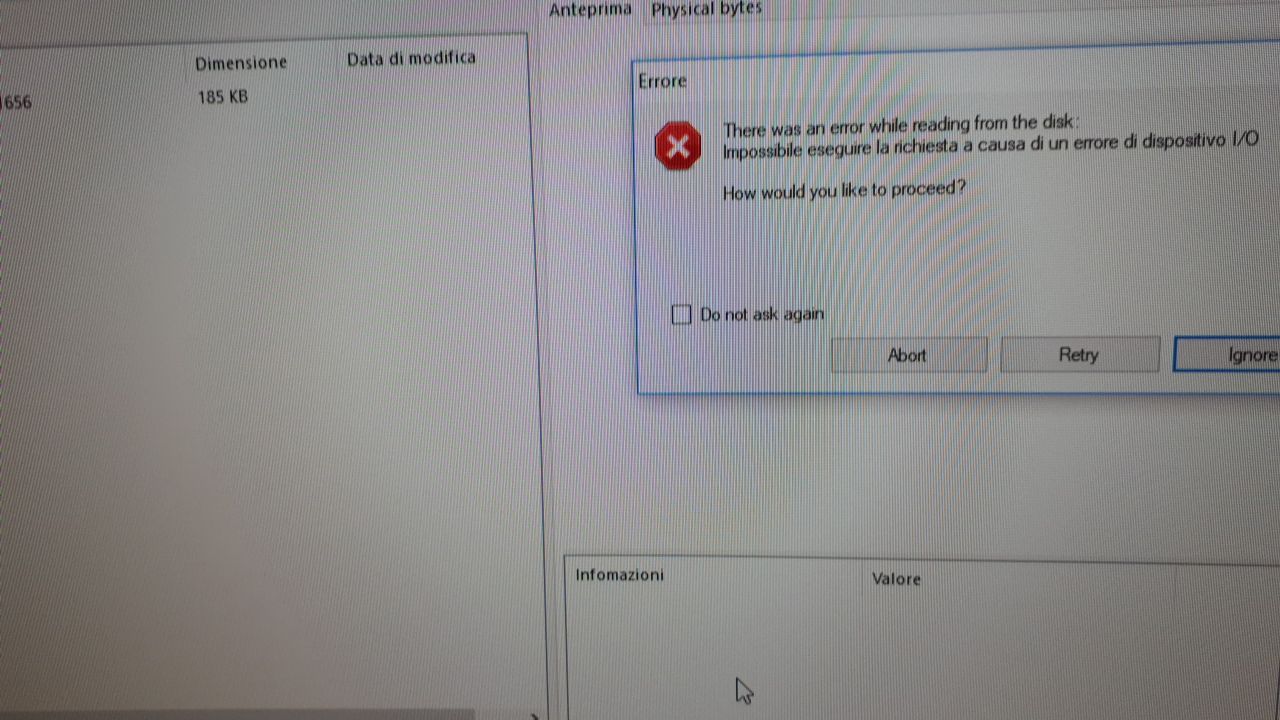 Anteprima
Physical bytes
Dimensione
Data di modifica
656
185 KB
Errore
There was an error while reading from the disk:
Impossibile eseguire la richiesta a causa di un errore di dispositivo I/O
How would you like to proceed?
Do not ask again
Abort
Retry
Ignore
Infomazioni
Valore